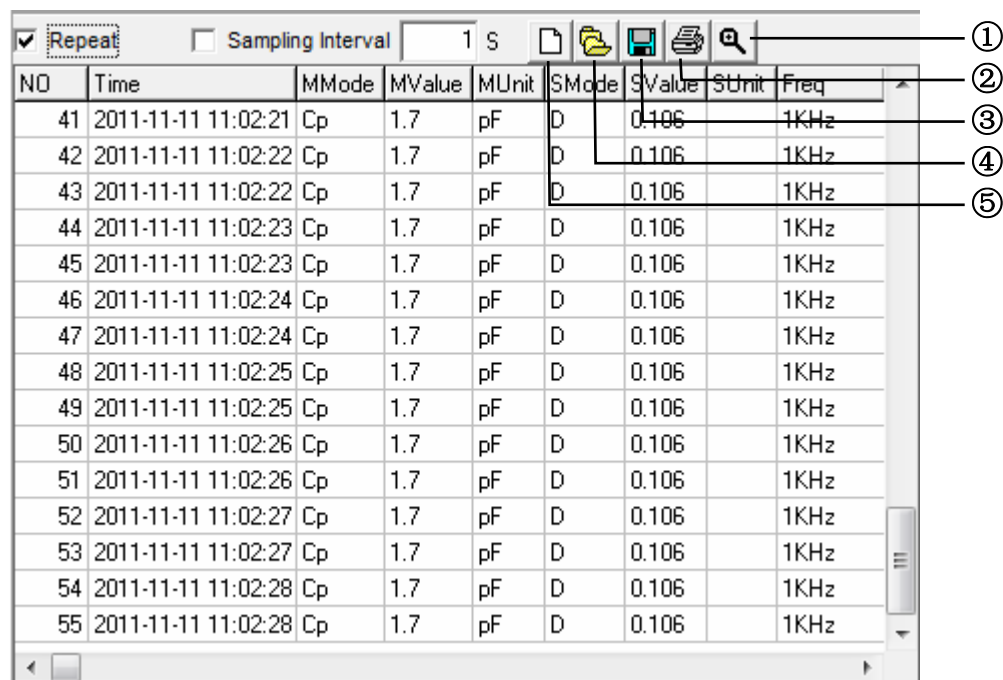 Repeat Sampling Interval 1 S ①
NO Time MMode MValue MUnit SMode SValue SUnit Freq ②
41 2011-11-11 11:02:21 Cp 1.7 pF D 0.106 1KHz ③
42 2011-11-11 11:02:22 Cp 1.7 pF D 0.106 1KHz ④
43 2011-11-11 11:02:22 Cp 1.7 pF D 0.106 1KHz ⑤
44 2011-11-11 11:02:23 Cp 1.7 pF D 0.106 1KHz
45 2011-11-11 11:02:23 Cp 1.7 pF D 0.106 1KHz
46 2011-11-11 11:02:24 Cp 1.7 pF D 0.106 1KHz
47 2011-11-11 11:02:24 Cp 1.7 pF D 0.106 1KHz
48 2011-11-11 11:02:25 Cp 1.7 pF D 0.106 1KHz
49 2011-11-11 11:02:25 Cp 1.7 pF D 0.106 1KHz
50 2011-11-11 11:02:26 Cp 1.7 pF D 0.106 1KHz
51 2011-11-11 11:02:26 Cp 1.7 pF D 0.106 1KHz
52 2011-11-11 11:02:27 Cp 1.7 pF D 0.106 1KHz
53 2011-11-11 11:02:27 Cp 1.7 pF D 0.106 1KHz
54 2011-11-11 11:02:28 Cp 1.7 pF D 0.106 1KHz
55 2011-11-11 11:02:28 Cp 1.7 pF D 0.106 1KHz